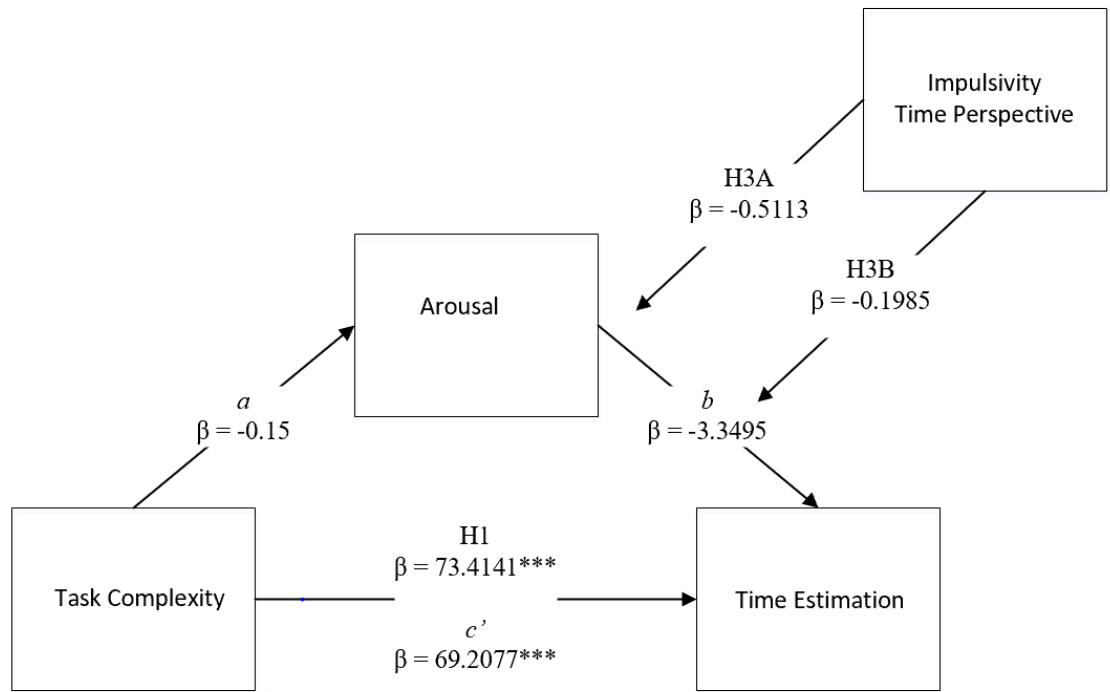 Impulsivity
Time Perspective
H3A
β = -0.5113
H3B
β = -0.1985
Arousal
a
β = -0.15
b
β = -3.3495
H1
β = 73.4141***
Task Complexity
Time Estimation
c’
β = 69.2077***